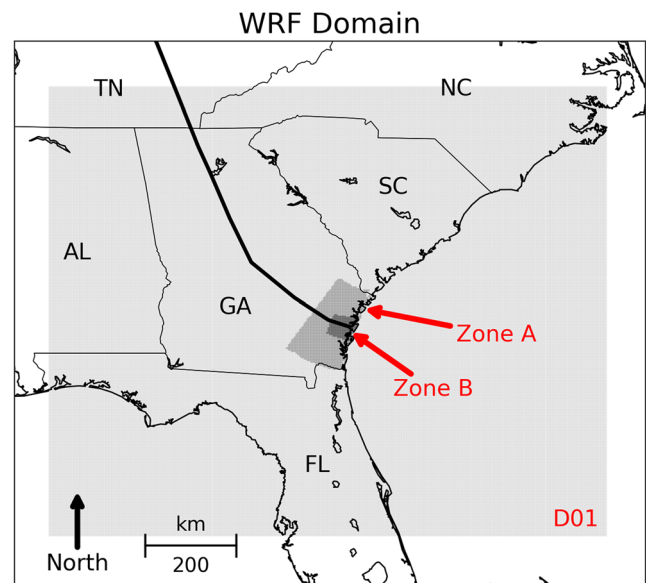 WRF Domain
TN
NC
SC
AL
GA
Zone A
Zone B
FL
D01
km
200
North